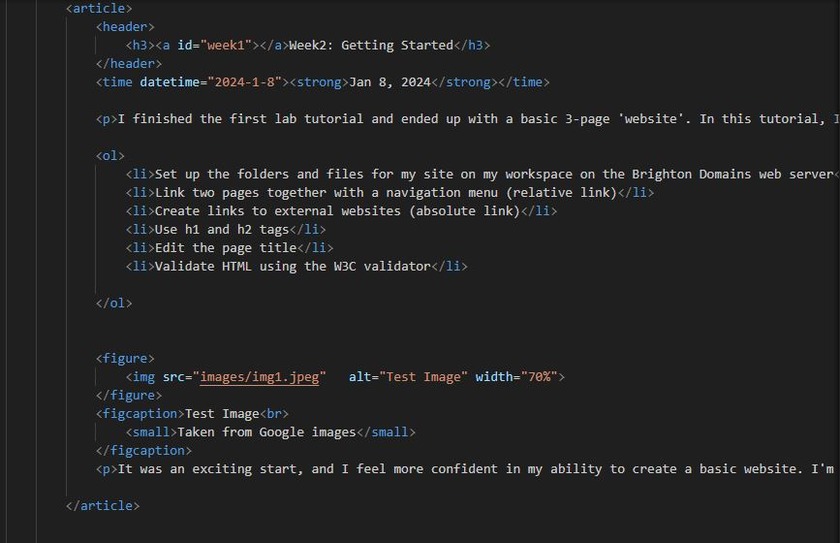 <article>
<header>
<h3><a id="week1"></a>Week2: Getting Started</h3>
</header>
<time datetime="2024-1-8"><strong>Jan 8, 2024</strong></time>
<p>I finished the first lab tutorial and ended up with a basic 3-page 'website'. In this tutorial, I
<ol>
<li>Set up the folders and files for my site on my workspace on the Brighton Domains web server<
<li>Link two pages together with a navigation menu (relative link)</li>
<li>Create links to external websites (absolute link)</li>
<li>Use h1 and h2 tags</li>
<li>Edit the page title</li>
<li>Validate HTML using the W3C validator</li>
</ol>
<figure>
<img src="images/img1.jpeg"   alt="Test Image" width="70%">
</figure>
<figcaption>Test Image<br>
<small>Taken from Google images</small>
</figcaption>
<p>It was an exciting start, and I feel more confident in my ability to create a basic website. I'm
</article>